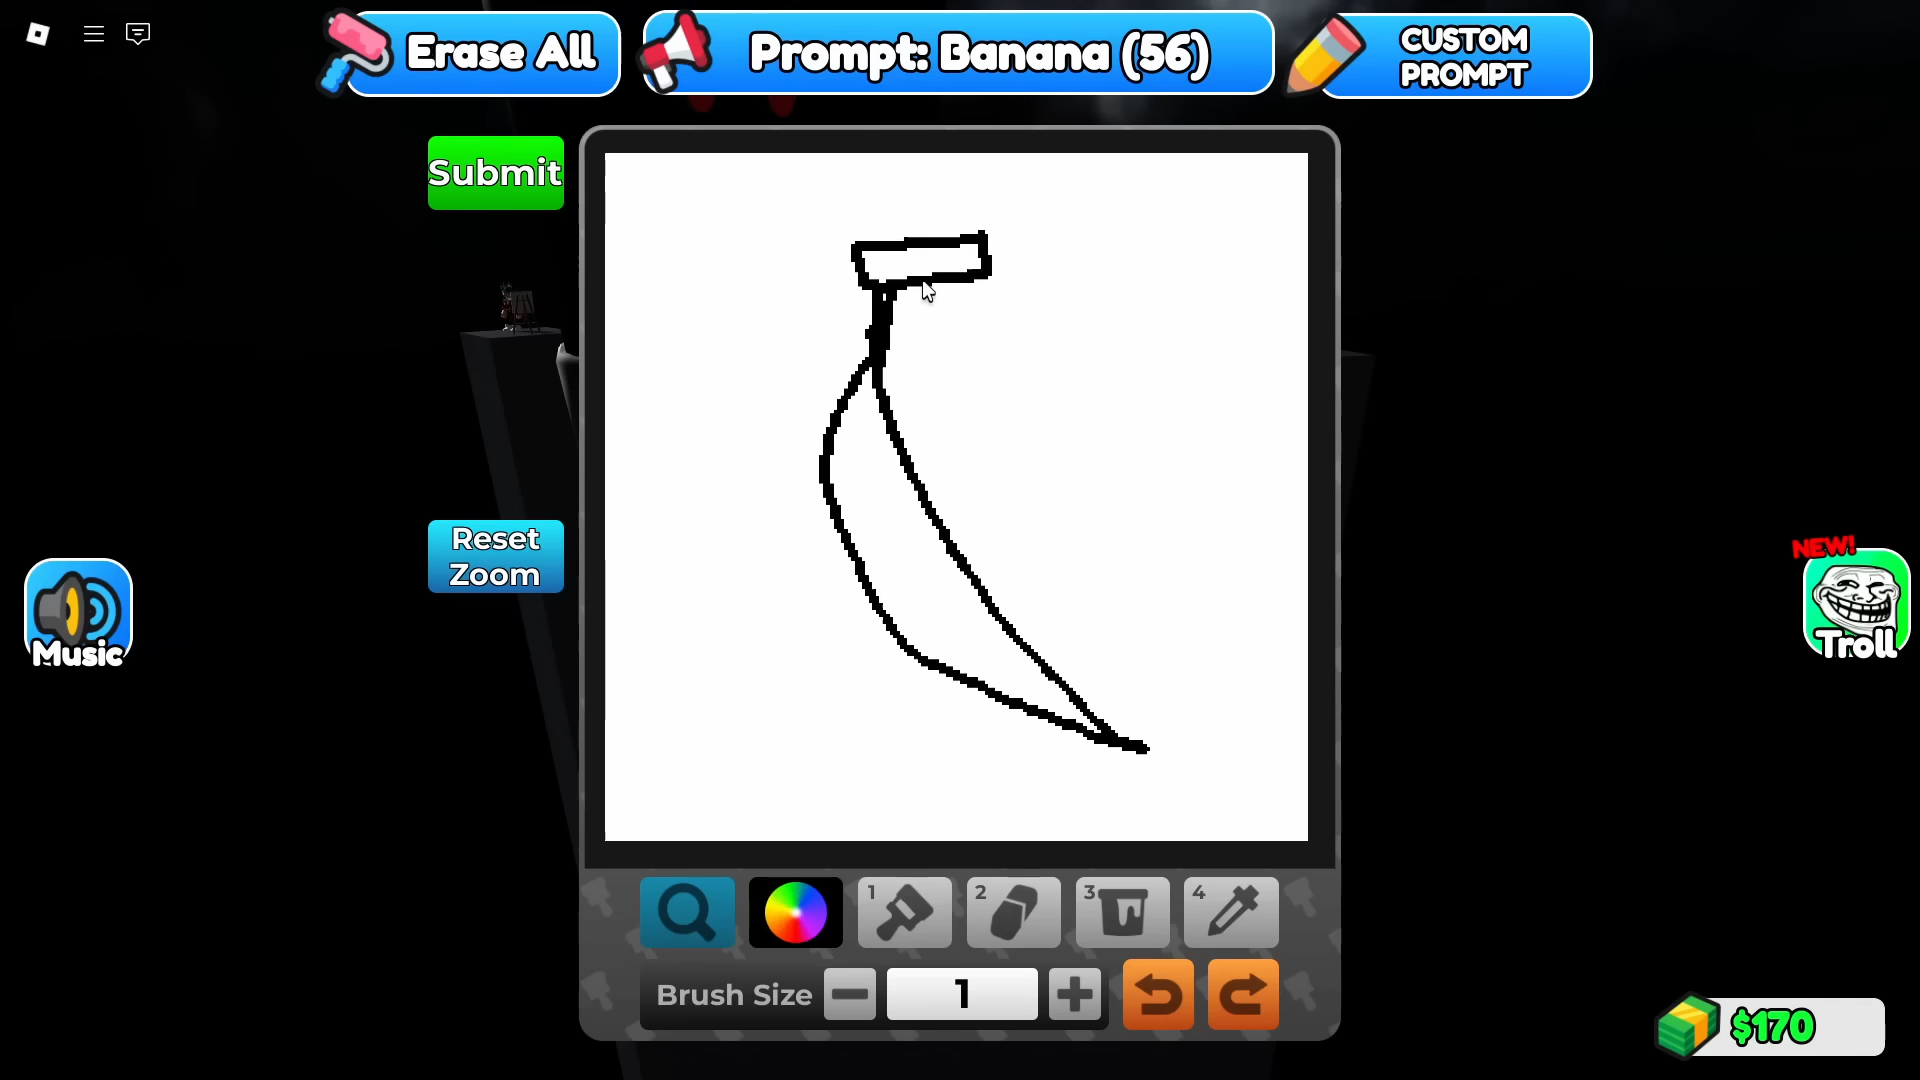 Erase All
Prompt: Banana (56)
CUSTOM
PROMPT
Submit
Reset
Zoom
Music
NEW!
Troll
1
2
3
4
Brush Size
1
$170